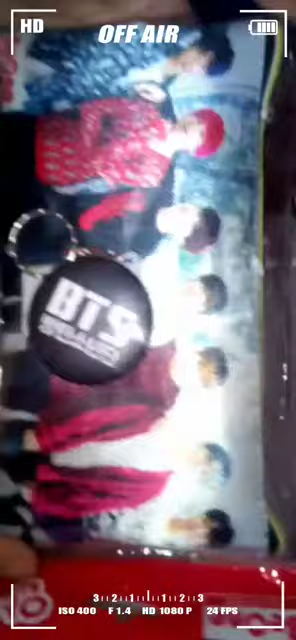 HD
OFF AIR
BTS
3 2 1 1 2 3
ISO 400 F 1.4 HD 1080 P 24 FPS